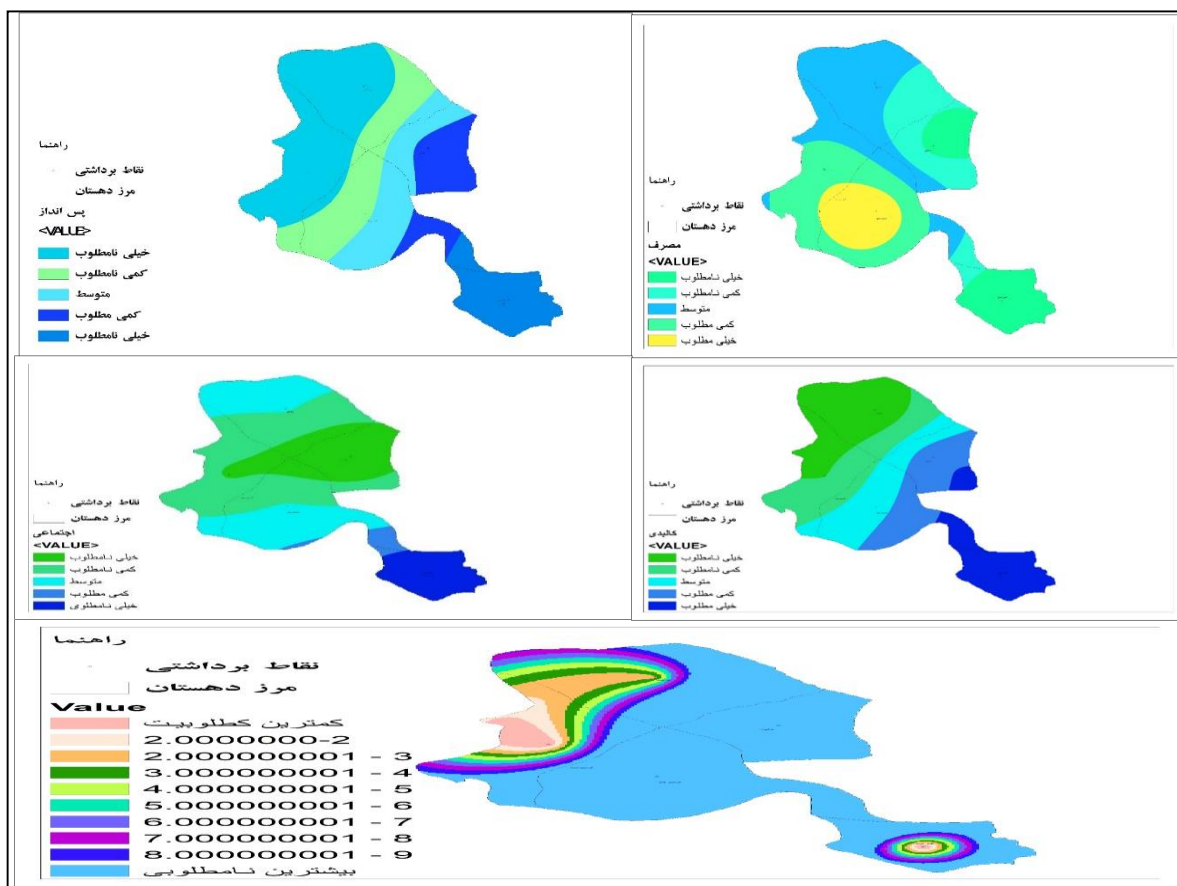 راهنما
نقاط برداشتی
مرز دهستان
پس انداز
<VALUE>
خیلی نامطلوب
کمی نامطلوب
متوسط
کمی مطلوب
خیلی نامطلوب
راهنما
نقاط برداشتی
مرز دهستان
مصرف
<VALUE>
خیلی نامطلوب
کمی نامطلوب
متوسط
کمی مطلوب
خیلی مطلوب
راهنما
نقاط برداشتی
مرز دهستان
اجتماعی
<VALUE>
خیلی نامطلوب
کمی نامطلوب
متوسط
کمی مطلوب
خیلی نامطلوی
راهنما
نقاط برداشتی
مرز دهستان
کالبدی
<VALUE>
خیلی نامطلوب
کمی نامطلوب
متوسط
کمی مطلوب
خیلی مطلوب
راهنما
نقاط برداشتی
مرز دهستان
Value
کمترین کطلوبیت
2.0000000-2
2.000000001 - 3
3.000000001 - 4
4.000000001 - 5
5.000000001 - 6
6.000000001 - 7
7.000000001 - 8
8.000000001 - 9
بیشترین نامطلوبی